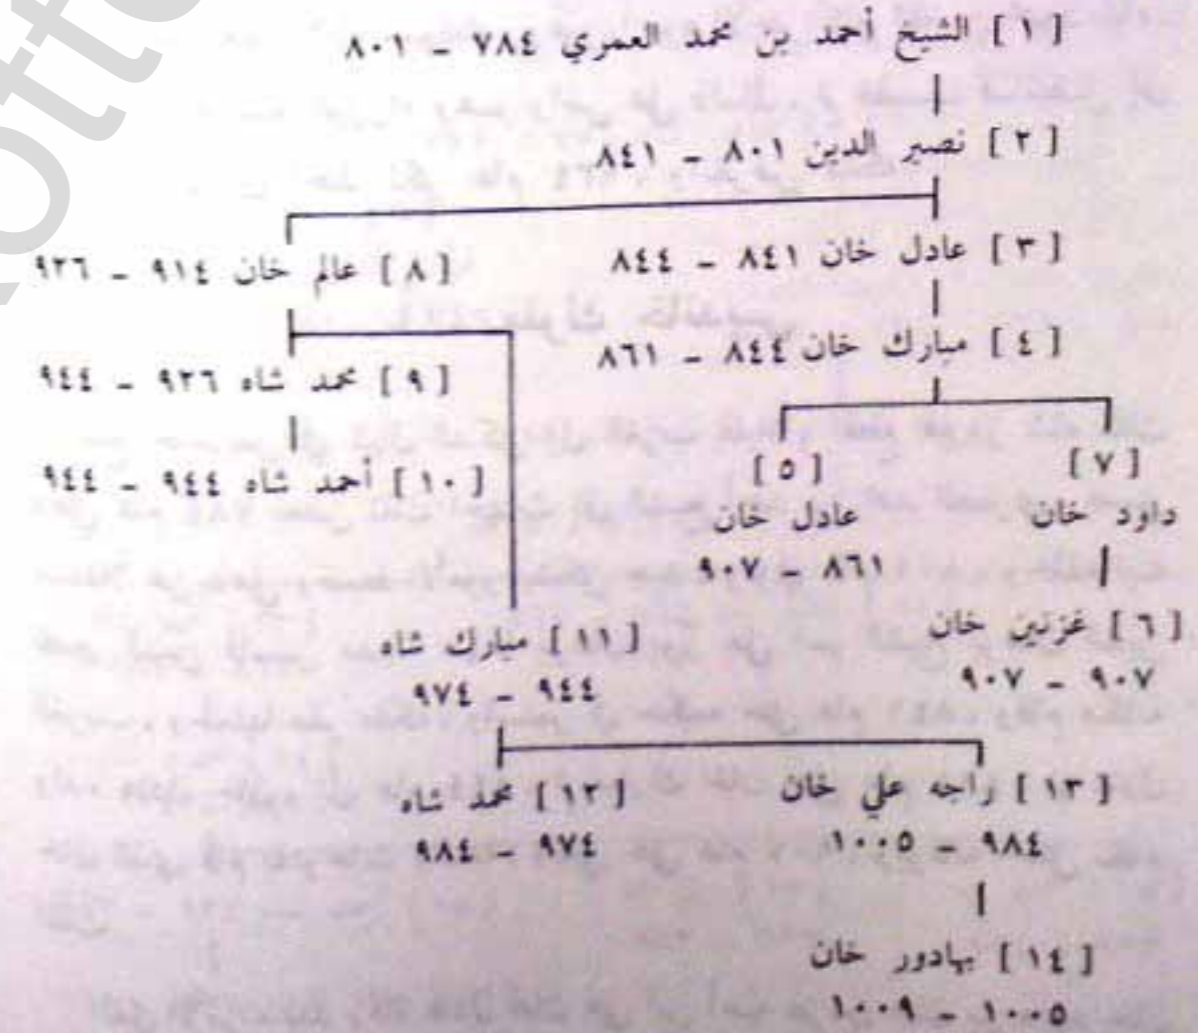 [ ١ ] الشيخ أحمد بن محمد العمري ٧٨٤ - ٨٠١
[ ٢ ] نصير الدين ٨٠١ - ٨٤١
[ ٣ ] عادل خان ٨٤١ - ٨٤٤
[ ٨ ] عالم خان ٩١٤ - ٩٢٦
[ ٤ ] مبارك خان ٨٤٤ - ٨٦١
[ ٩ ] محمد شاه ٩٢٦ - ٩٤٤
[ ١٠ ] أحمد شاه ٩٤٤ - ٩٤٤
[ ٧ ]
داود خان
[ ٥ ]
عادل خان
٨٦١ - ٩٠٧
[ ٦ ] غزنين خان
٩٠٧ - ٩٠٧
[ ١١ ] مبارك شاه
٩٤٤ - ٩٧٤
[ ١٣ ] راجه علي خان
٩٨٤ - ١٠٠٥
[ ١٢ ] محمد شاه
٩٧٤ - ٩٨٤
[ ١٤ ] بهادور خان
١٠٠٥ - ١٠٠٩